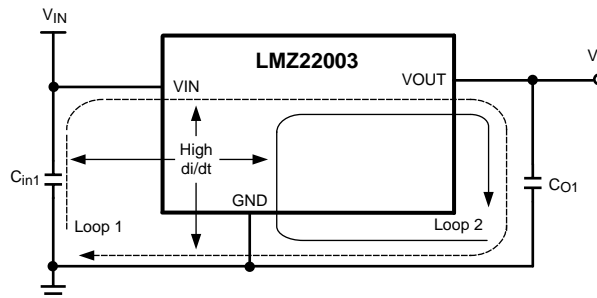 VIN
LMZ22003
VIN
VOUT
V
High
di/dt
Cin1
CO1
GND
Loop 1
Loop 2